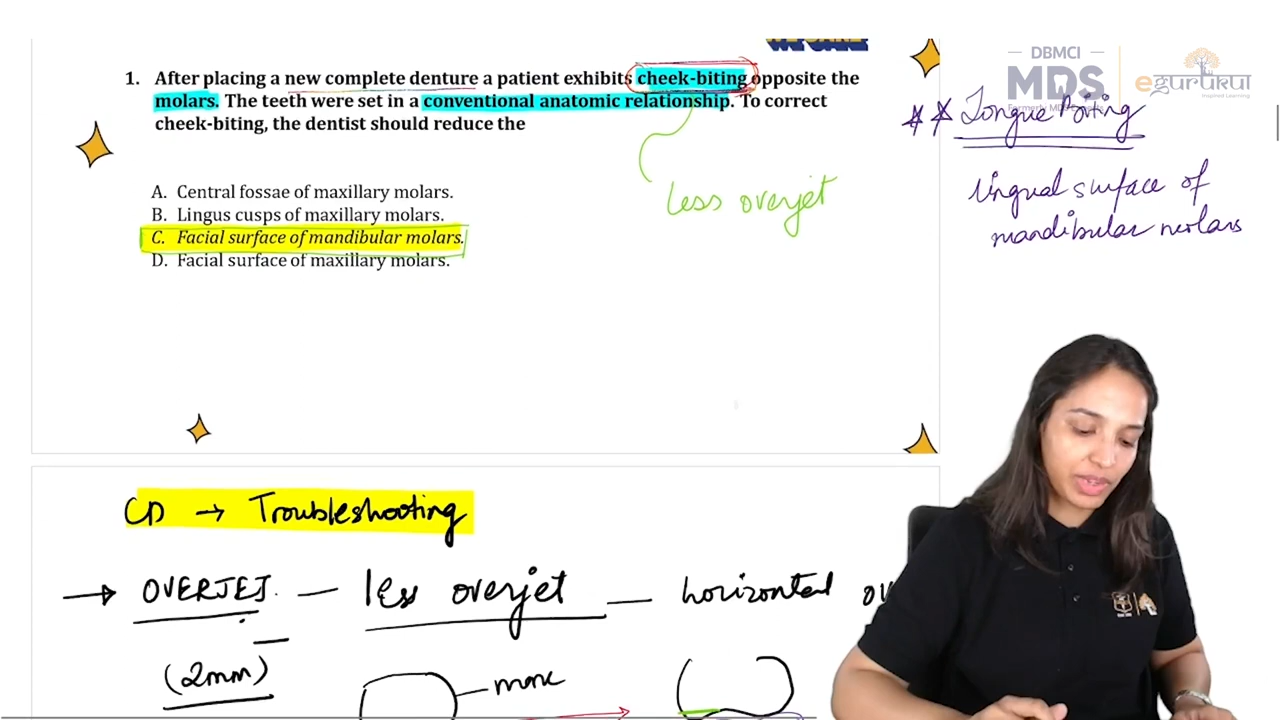 1. After placing a new complete denture a patient exhibits cheek-biting opposite the
molars. The teeth were set in a conventional anatomic relationship. To correct
cheek-biting, the dentist should reduce the
A. Central fossae of maxillary molars.
B. Lingus cusps of maxillary molars.
C. Facial surface of mandibular molars.
D. Facial surface of maxillary molars.
less overjet
DBMCI
MDS
egurukul
Inspired Learning
Tongue Biting
lingual surface of
mandibular molars
CD → Troubleshooting
→ OVERJET — less overjet — horizontal
(2mm)
more